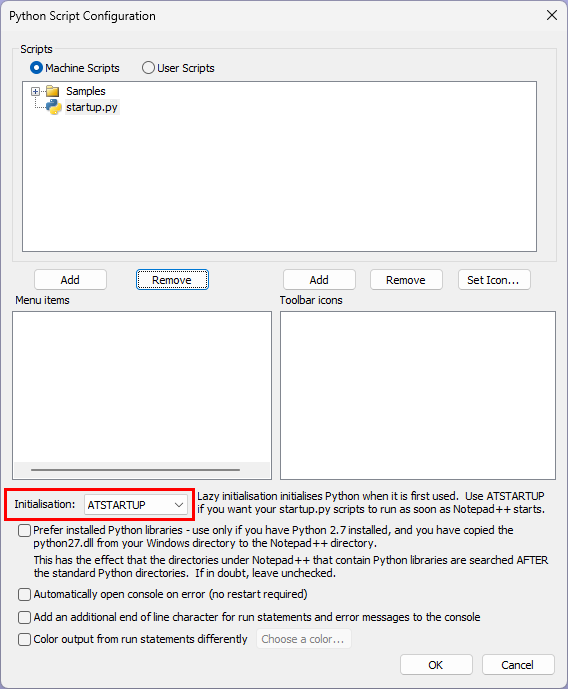 Python Script Configuration
Scripts
Machine Scripts
User Scripts
Samples
startup.py
Add
Remove
Add
Remove
Set Icon...
Menu items
Toolbar icons
Initialisation:
ATSTARTUP
Lazy initialisation initialises Python when it is first used. Use ATSTARTUP
if you want your startup.py scripts to run as soon as Notepad++ starts.
Prefer installed Python libraries - use only if you have Python 2.7 installed, and you have copied the
python27.dll from your Windows directory to the Notepad++ directory.
This has the effect that the directories under Notepad++ that contain Python libraries are searched AFTER
the standard Python directories. If in doubt, leave unchecked.
Automatically open console on error (no restart required)
Add an additional end of line character for run statements and error messages to the console
Color output from run statements differently
Choose a color...
OK
Cancel